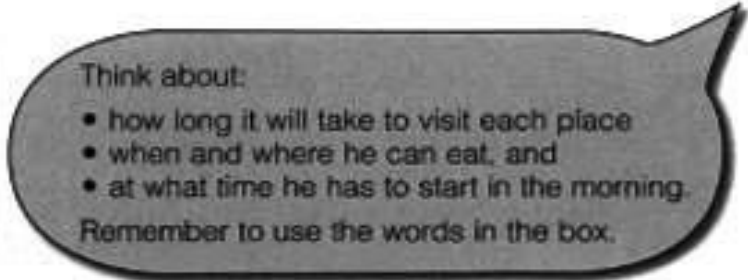 Think about:
• how long it will take to visit each place
• when and where he can eat, and
• at what time he has to start in the morning.
Remember to use the words in the box.